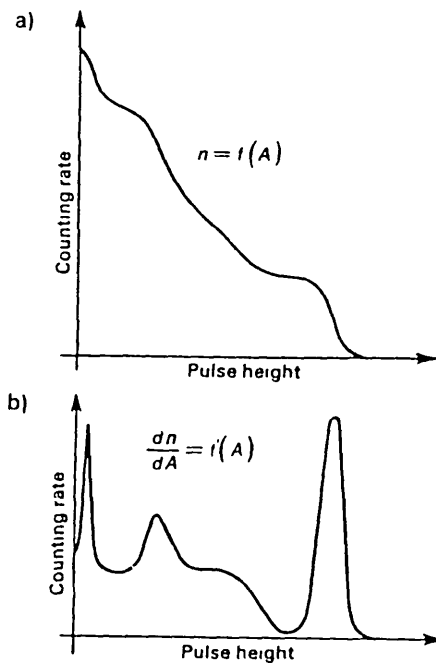 a)
n = f(A)
Counting rate
Pulse height
b)
dn
dA
= f'(A)
Counting rate
Pulse height